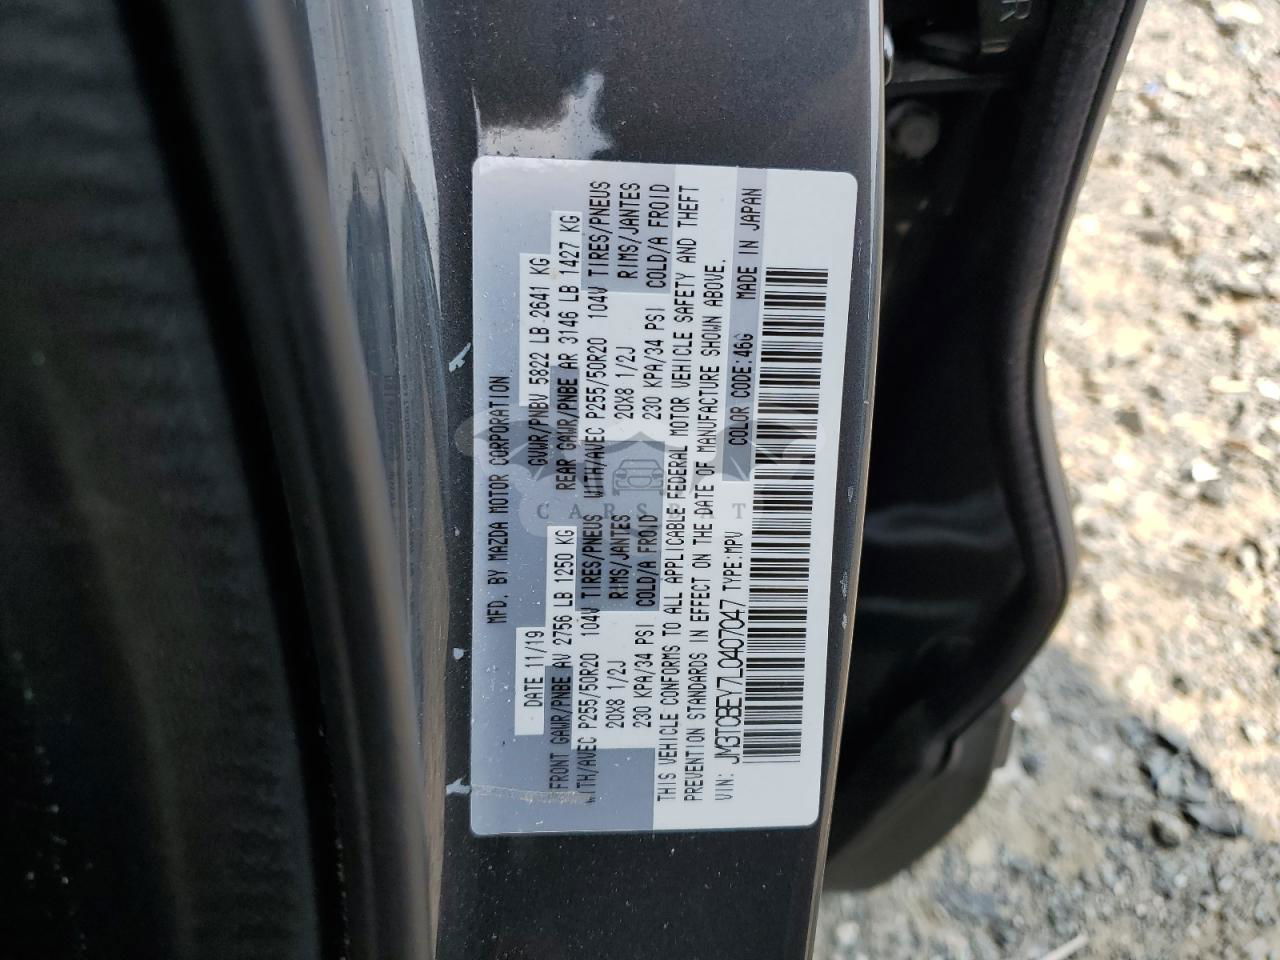 MFD. BY MAZDA MOTOR CORPORATION
DATE 11/19 GVWR/PNBV 5822 LB 2641 KG
FRONT GAWR/PNBE AV 2756 LB 1250 KG REAR GAWR/PNBE AR 3146 LB 1427 KG
WITH/AVEC P255/50R20 104V TIRES/PNEUS WITH/AVEC P255/50R20 104V TIRES/PNEUS
20X8 1/2J RIMS/JANTES 20X8 1/2J RIMS/JANTES
230 KPA/34 PSI COLD/A FROID 230 KPA/34 PSI COLD/A FROID
THIS VEHICLE CONFORMS TO ALL APPLICABLE FEDERAL MOTOR VEHICLE SAFETY AND THEFT
PREVENTION STANDARDS IN EFFECT ON THE DATE OF MANUFACTURE SHOWN ABOVE.
VIN: JM3TCBEY7L0407047 TYPE:MPV COLOR CODE:46G MADE IN JAPAN